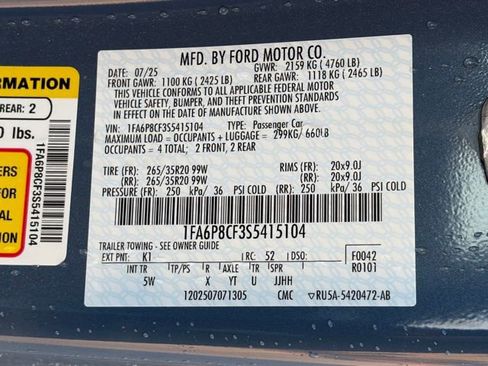 ORMATION
REAR: 2
0 lbs.
ERS
AL
1FA6P8CF3S5415104
MFD. BY FORD MOTOR CO.
DATE: 07/25 GVWR: 2159 KG (4760 LB)
FRONT GAWR: 1100 KG (2425 LB) REAR GAWR: 1118 KG (2465 LB)
THIS VEHICLE CONFORMS TO ALL APPLICABLE FEDERAL MOTOR
VEHICLE SAFETY, BUMPER, AND THEFT PREVENTION STANDARDS
IN EFFECT ON THE DATE OF MANUFACTURE SHOWN ABOVE.
VIN: 1FA6P8CF3S5415104 TYPE: Passenger Car
MAXIMUM LOAD = OCCUPANTS + LUGGAGE = 299KG/ 660LB
OCCUPANTS = 4 TOTAL; 2 FRONT, 2 REAR
TIRE (FR): 265/35R20 99W RIMS (FR): 20x9.0J
(RR): 265/35R20 99W (RR): 20x9.0J
PRESSURE (FR): 250 kPa/ 36 PSI COLD (RR): 250 kPa/ 36 PSI COLD
1FA6P8CF3S5415104
TRAILER TOWING - SEE OWNER GUIDE
EXT PNT: K1 RC: 52 DSO: F0042
R0101
INT TR TP/PS R AXLE TR SPR
5W X YU JJHH
1202507071305 CMC ▽ RU5A-5420472-AB